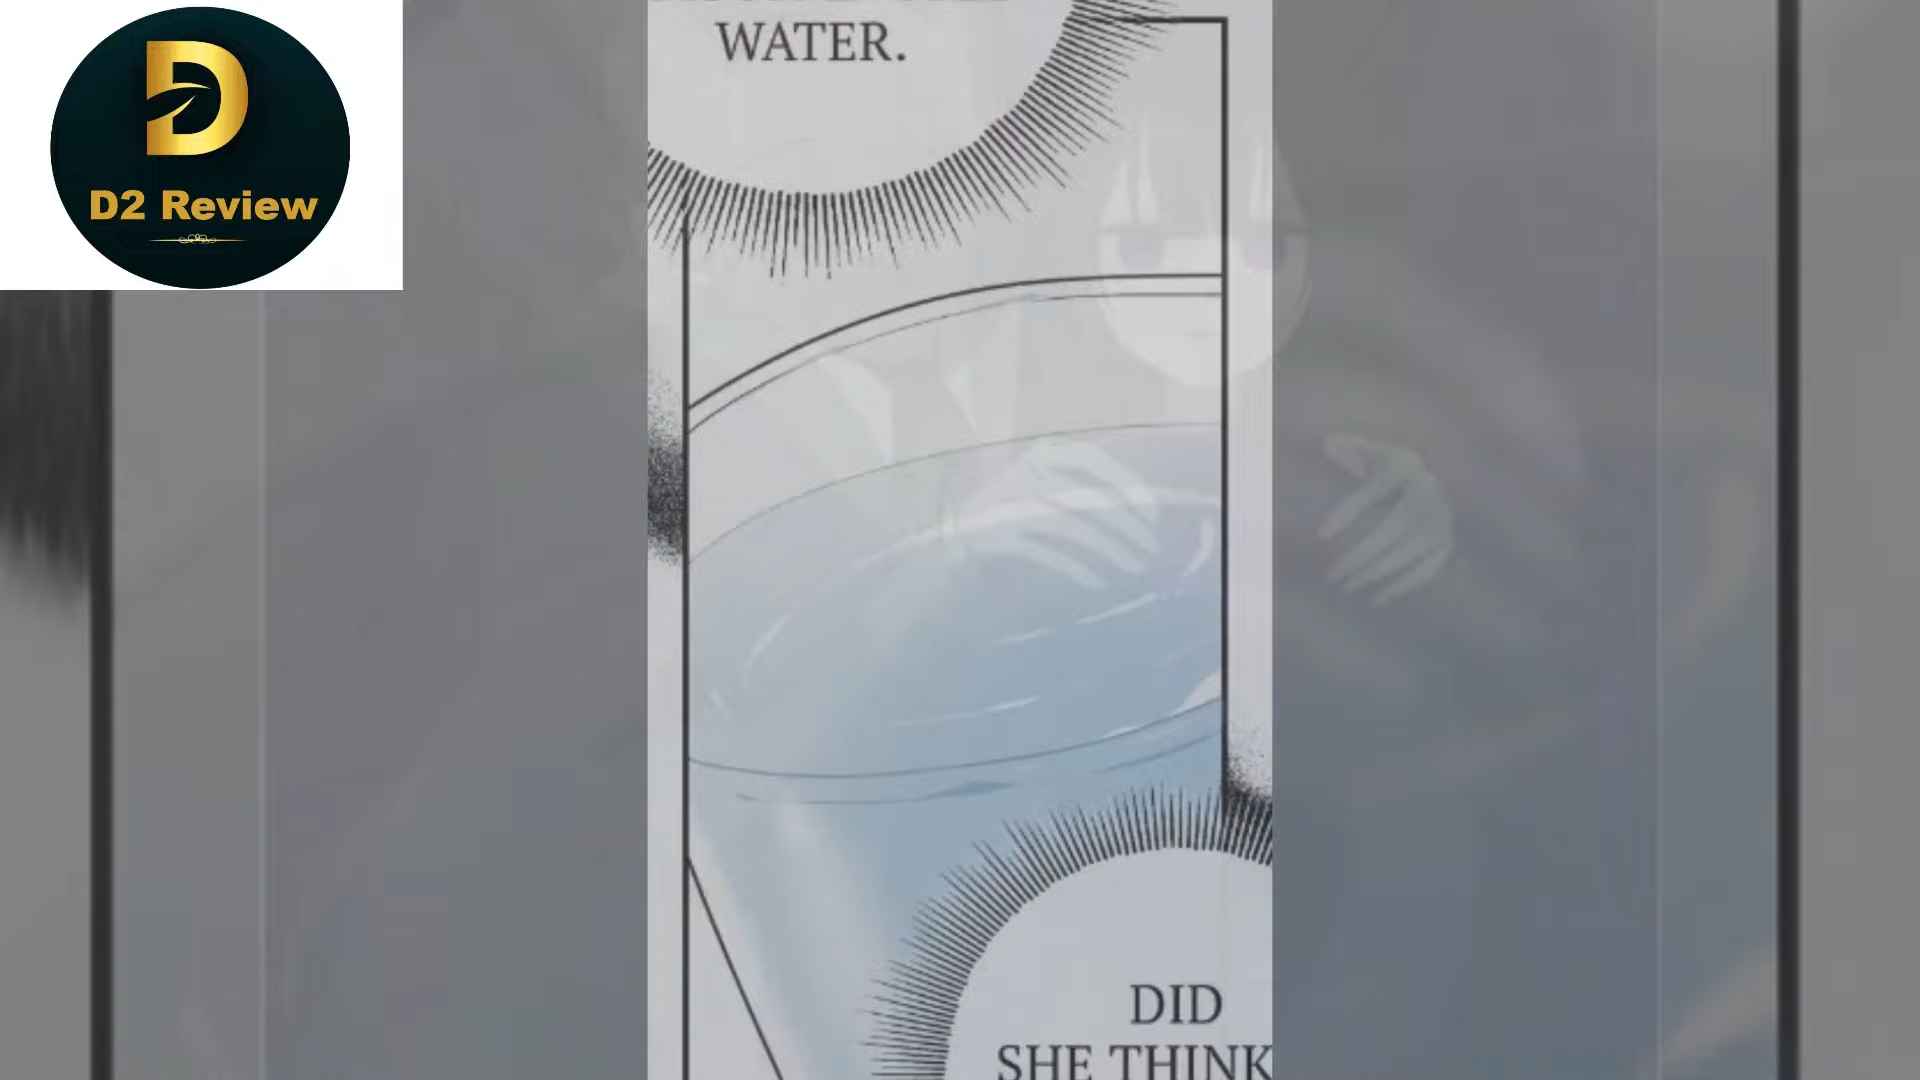 D
D2 Review
WATER.
DID
SHE THINK